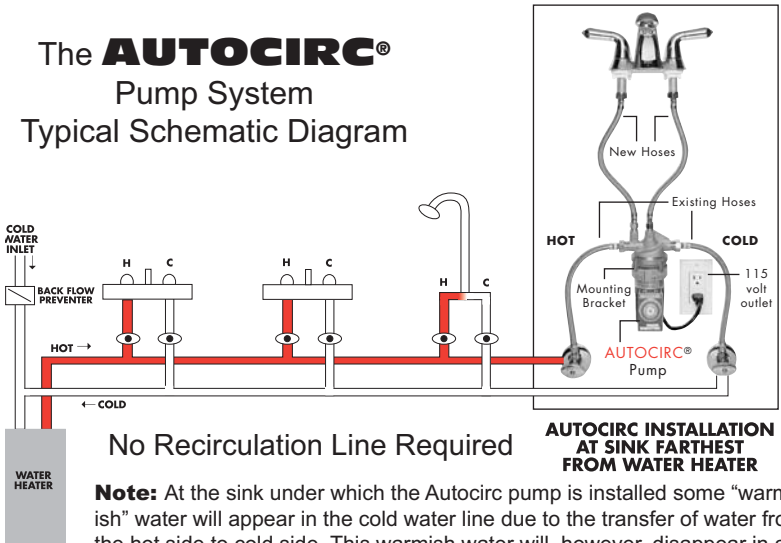 The AUTOCIRC®
Pump System
Typical Schematic Diagram
COLD
WATER
INLET
BACK FLOW
PREVENTER
H C
H C
H C
HOT →
← COLD
WATER
HEATER
New Hoses
Existing Hoses
HOT
COLD
Mounting
Bracket
115
volt
outlet
AUTOCIRC®
Pump
No Recirculation Line Required
AUTOCIRC INSTALLATION
AT SINK FARTHEST
FROM WATER HEATER
Note: At the sink under which the Autocirc pump is installed some “warm-
ish” water will appear in the cold water line due to the transfer of water from
the hot side to cold side. This warmish water will, however, disappear in